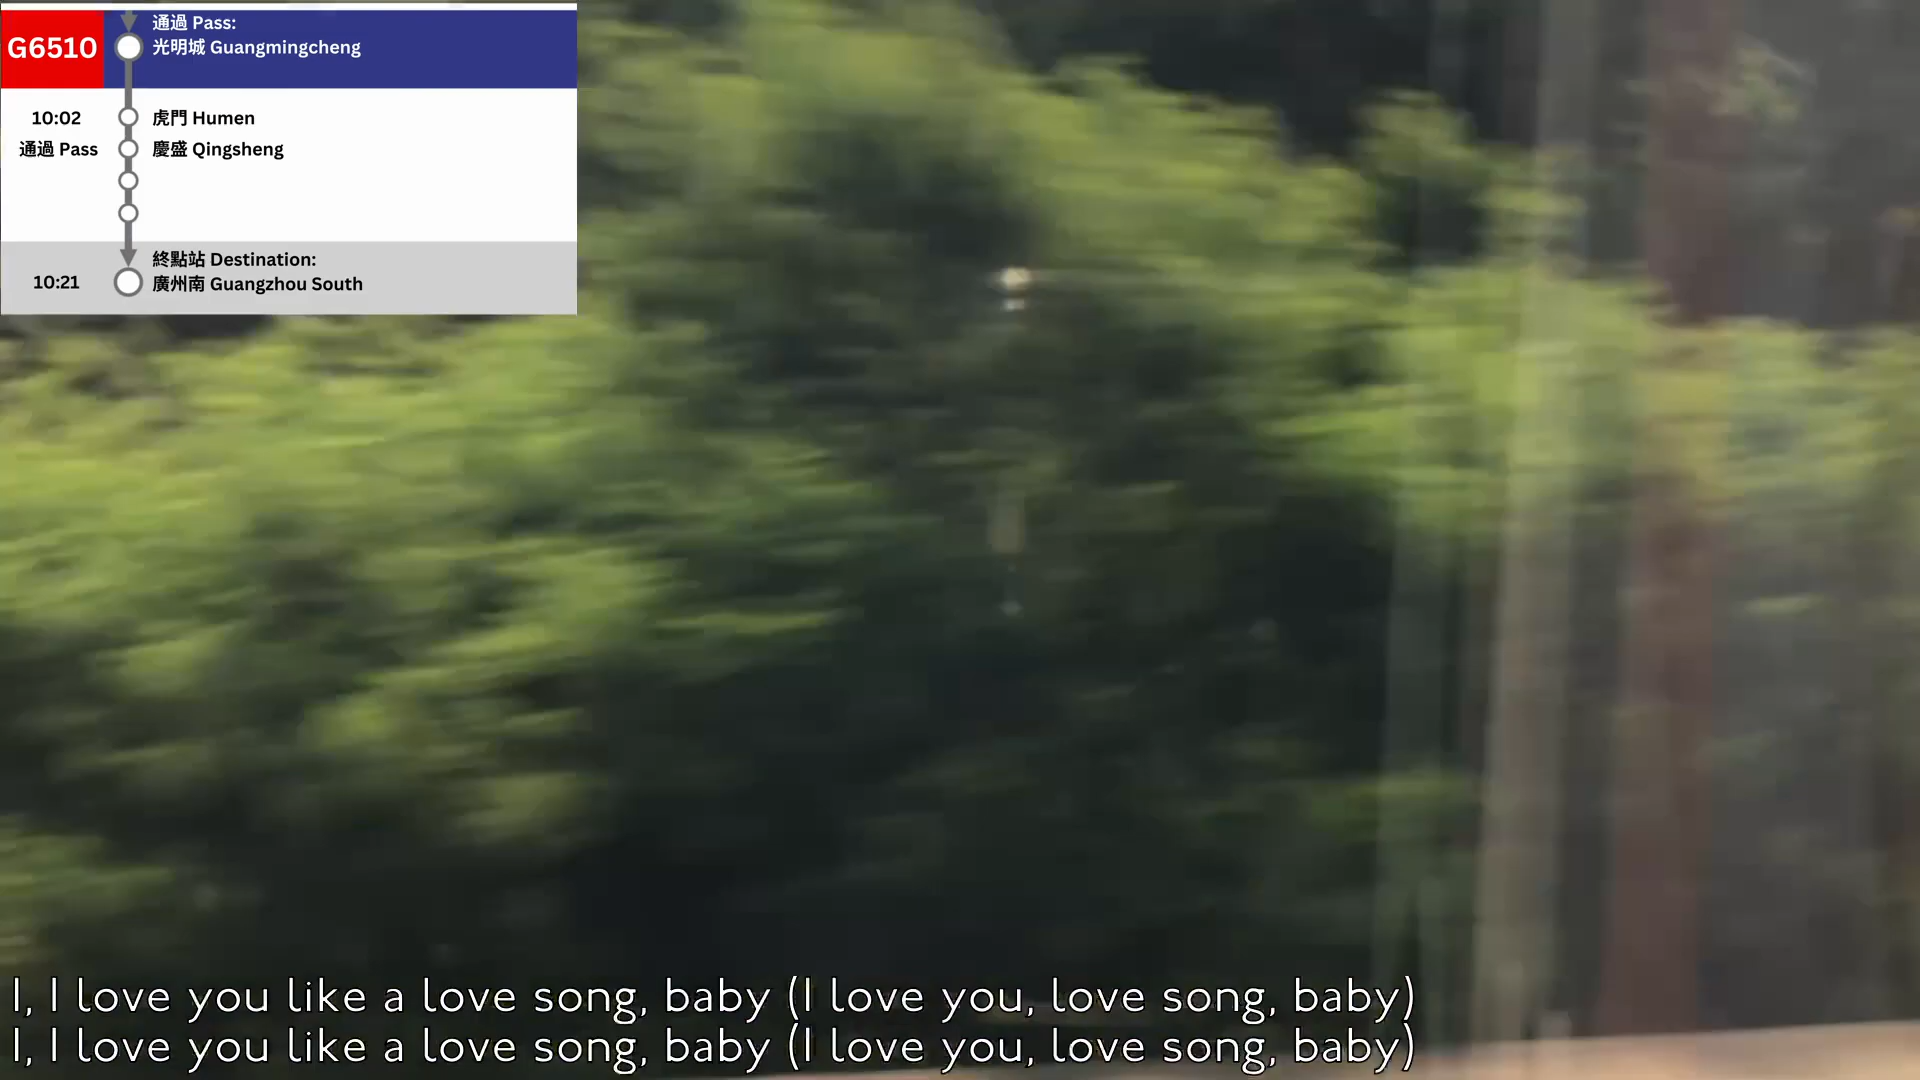 通過 Pass:
G6510
光明城 Guangmingcheng
10:02 虎門 Humen
通過 Pass 慶盛 Qingsheng
終點站 Destination:
10:21 廣州南 Guangzhou South
I, I love you like a love song, baby (I love you, love song, baby)
I, I love you like a love song, baby (I love you, love song, baby)